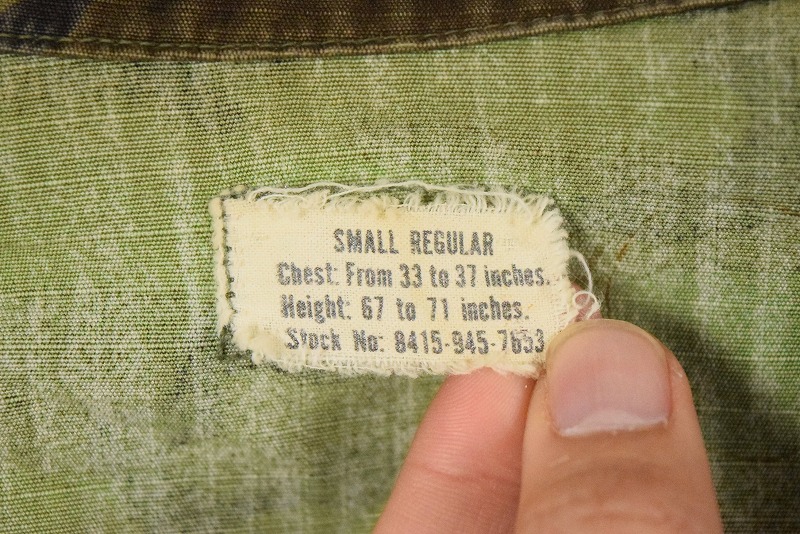 SMALL REGULAR
Chest: From 33 to 37 inches.
Height: 67 to 71 inches.
Stock No: 8415-945-7653